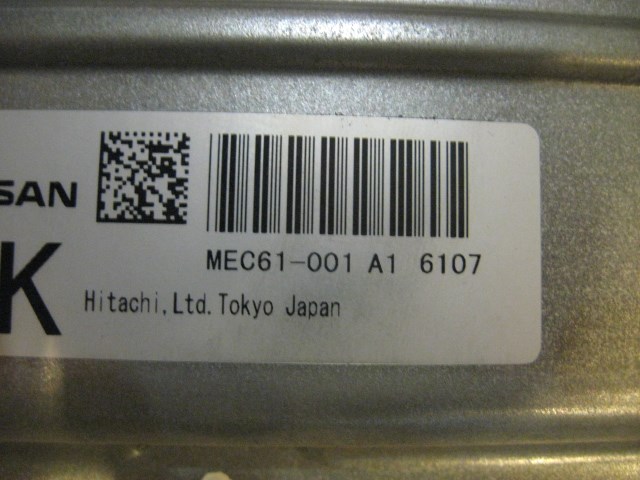 SAN
MEC61-001 A1 6107
K
Hitachi,Ltd.Tokyo Japan